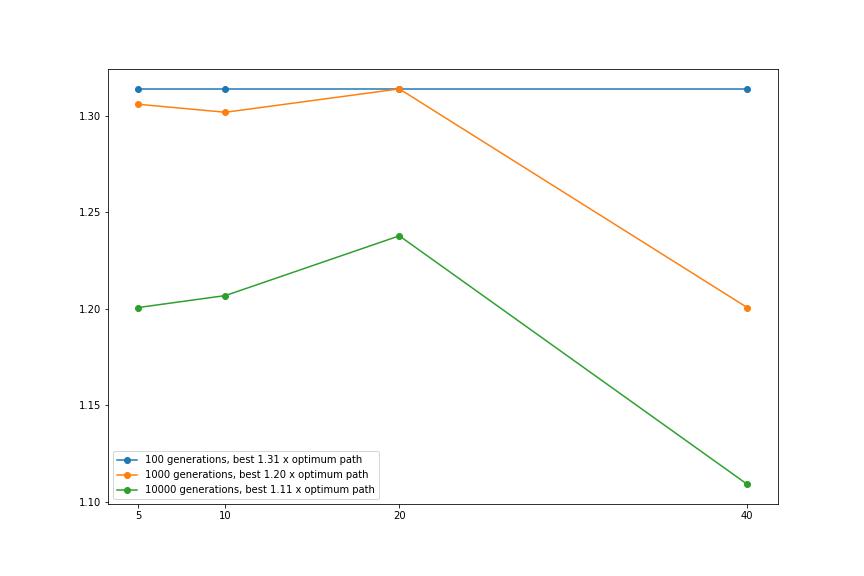 1.30
1.25
1.20
1.15
1.10
100 generations, best 1.31 x optimum path
1000 generations, best 1.20 x optimum path
10000 generations, best 1.11 x optimum path
5 10 20 40